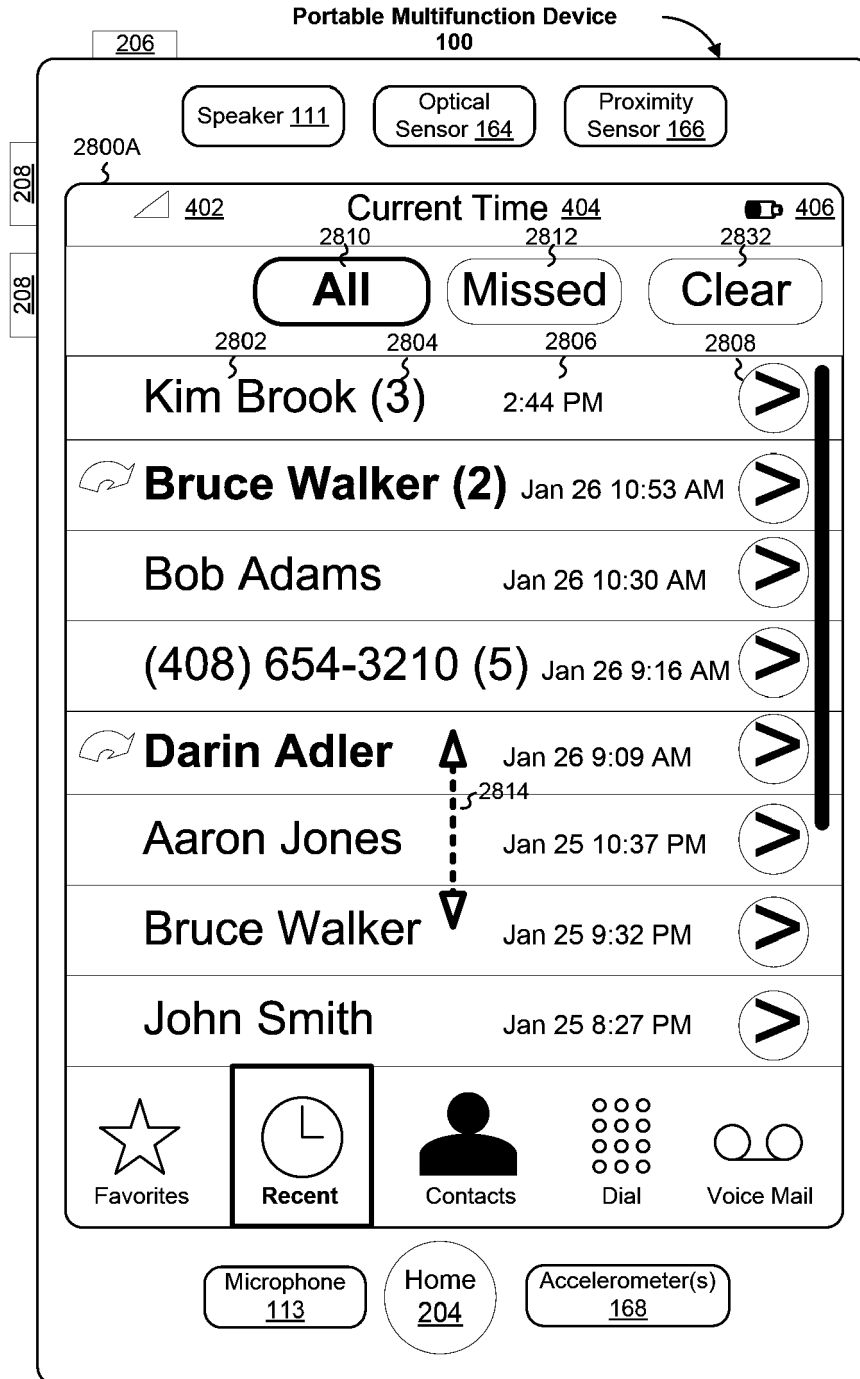 Portable Multifunction Device
100
206
Speaker 111
Optical
Sensor 164
Proximity
Sensor 166
2800A
208
208
402
Current Time 404
406
2810
2812
2832
All
Missed
Clear
2802
2804
2806
2808
Kim Brook (3) 2:44 PM >
Bruce Walker (2) Jan 26 10:53 AM >
Bob Adams Jan 26 10:30 AM >
(408) 654-3210 (5) Jan 26 9:16 AM >
Darin Adler Jan 26 9:09 AM >
2814
Aaron Jones Jan 25 10:37 PM >
Bruce Walker Jan 25 9:32 PM >
John Smith Jan 25 8:27 PM >
Favorites
Recent
Contacts
Dial
Voice Mail
Microphone
113
Home
204
Accelerometer(s)
168